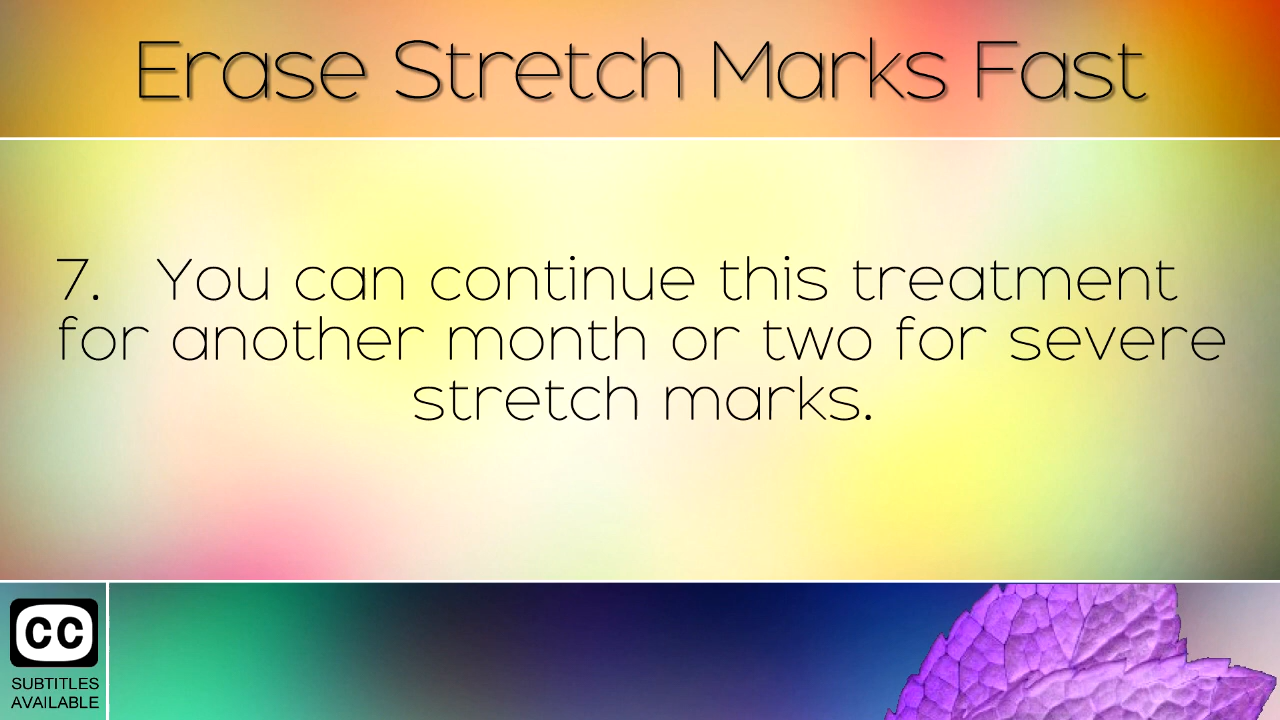 Erase Stretch Marks Fast
7. You can continue this treatment
for another month or two for severe
stretch marks.
CC
SUBTITLES
AVAILABLE